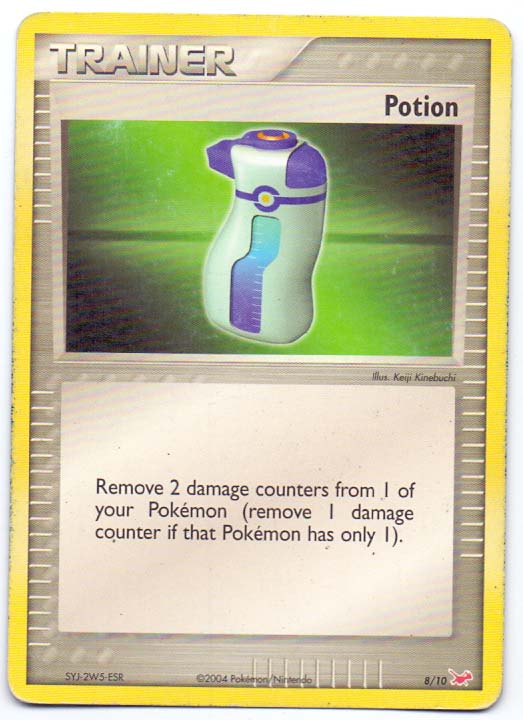 TRAINER
Potion
Illus. Keiji Kinebuchi
Remove 2 damage counters from 1 of
your Pokémon (remove 1 damage
counter if that Pokémon has only 1).
SYJ-2W5-ESR
©2004 Pokémon/Nintendo
8/10